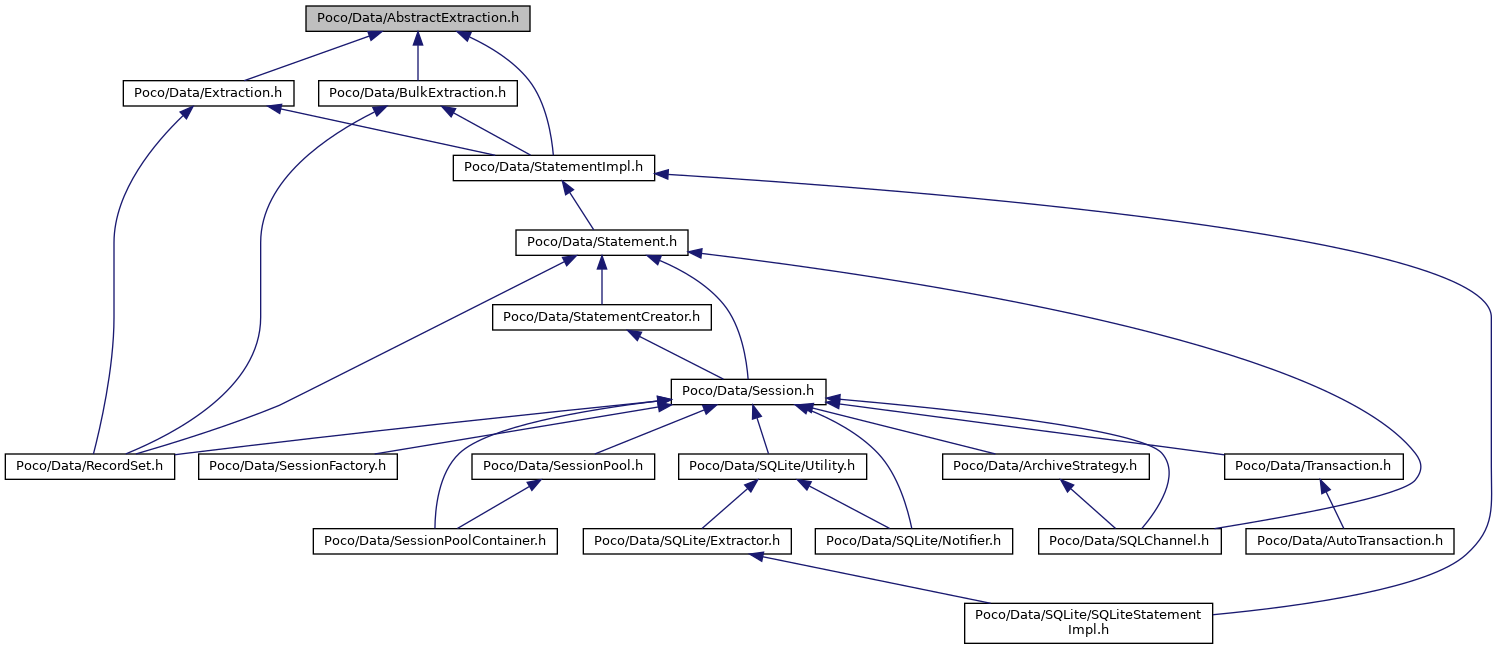 Poco/Data/AbstractExtraction.h
Poco/Data/Extraction.h
Poco/Data/BulkExtraction.h
Poco/Data/StatementImpl.h
Poco/Data/Statement.h
Poco/Data/StatementCreator.h
Poco/Data/Session.h
Poco/Data/RecordSet.h
Poco/Data/SessionFactory.h
Poco/Data/SessionPool.h
Poco/Data/SQLite/Utility.h
Poco/Data/ArchiveStrategy.h
Poco/Data/Transaction.h
Poco/Data/SessionPoolContainer.h
Poco/Data/SQLite/Extractor.h
Poco/Data/SQLite/Notifier.h
Poco/Data/SQLChannel.h
Poco/Data/AutoTransaction.h
Poco/Data/SQLite/SQLiteStatement
Impl.h